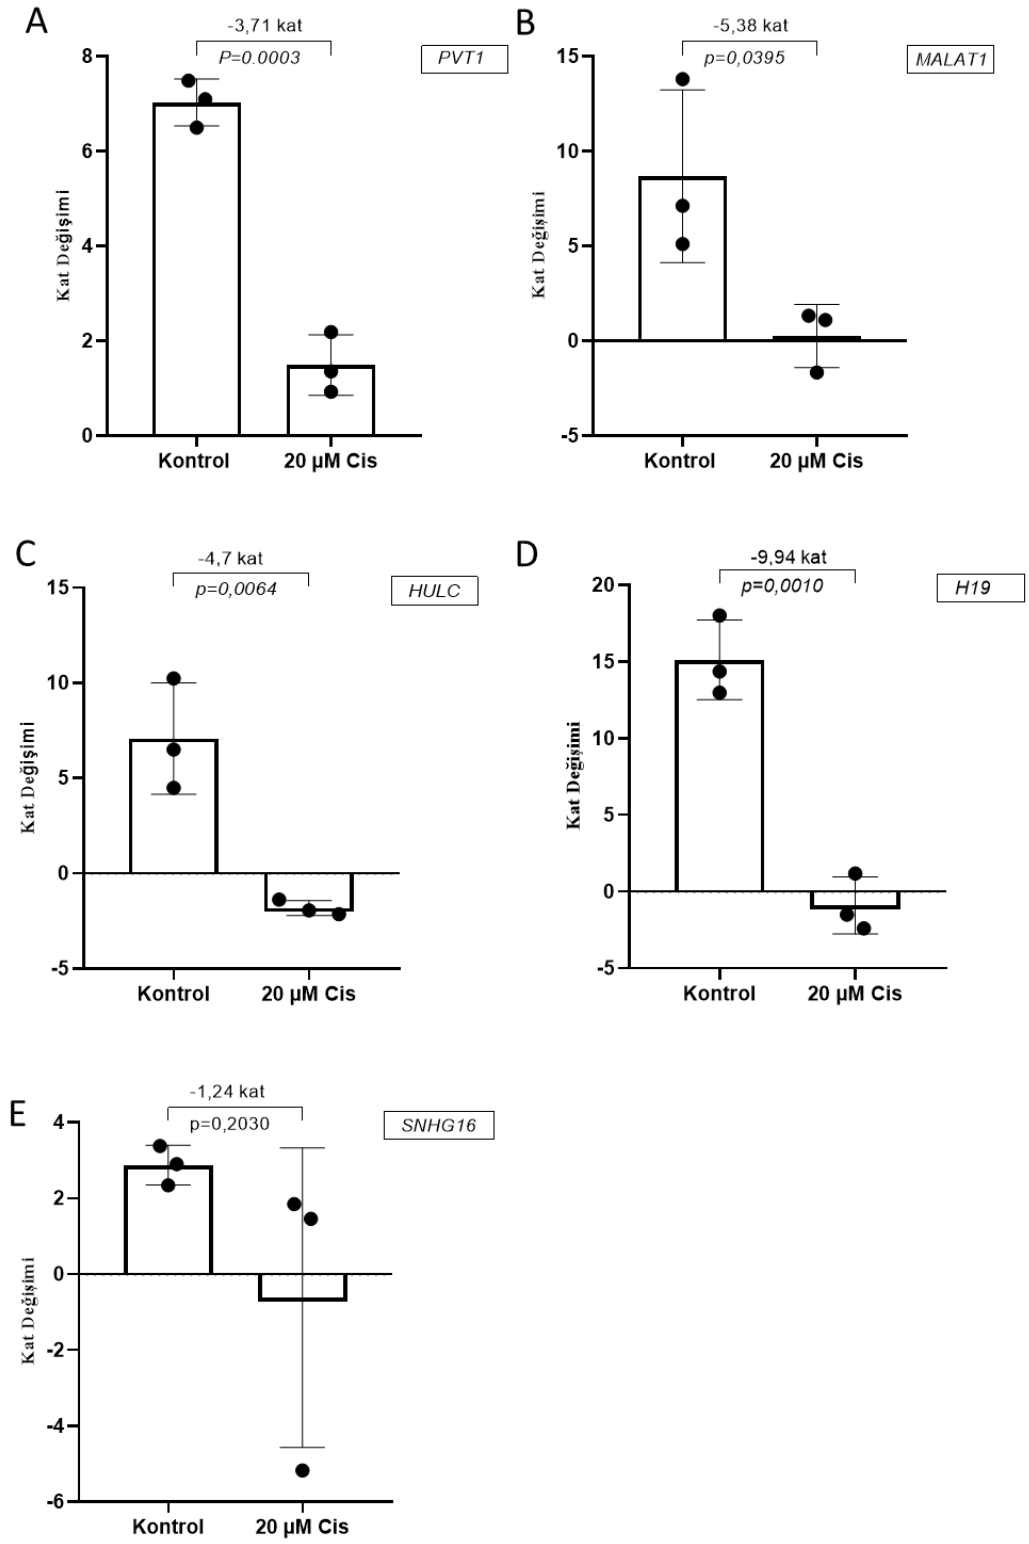 A
-3,71 kat
P=0.0003
PVT1
8
6
4
2
0
Kat Değişimi
Kontrol
20 µM Cis
B
-5,38 kat
p=0,0395
MALAT1
15
10
5
0
-5
Kat Değişimi
Kontrol
20 µM Cis
C
-4,7 kat
p=0,0064
HULC
15
10
5
0
-5
Kat Değişimi
Kontrol
20 µM Cis
D
-9,94 kat
p=0,0010
H19
20
15
10
5
0
-5
Kat Değişimi
Kontrol
20 µM Cis
E
-1,24 kat
p=0,2030
SNHG16
4
2
0
-2
-4
-6
Kat Değişimi
Kontrol
20 µM Cis